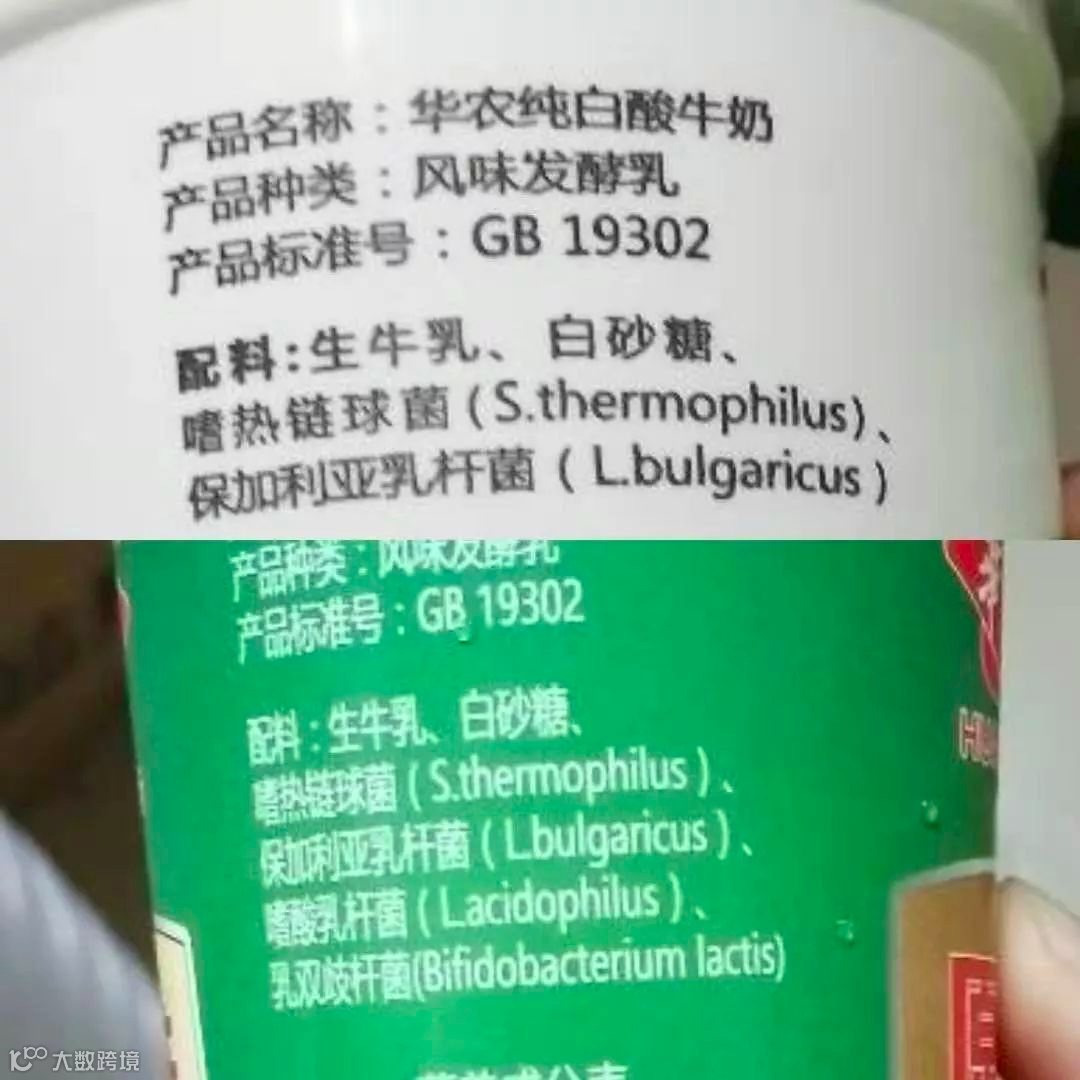 产品名称：华农纯白酸牛奶
产品种类：风味发酵乳
产品标准号：GB 19302
配料:生牛乳、白砂糖、
嗜热链球菌(S.thermophilus)、
保加利亚乳杆菌(L.bulgaricus)
产品种类：风味发酵乳
产品标准号：GB 19302
配料：生牛乳、白砂糖、
嗜热链球菌(S.thermophilus)、
保加利亚乳杆菌(L.bulgaricus)、
嗜酸乳杆菌(Lacidophilus)、
乳双歧杆菌(Bifidobacterium lactis)
大数跨境